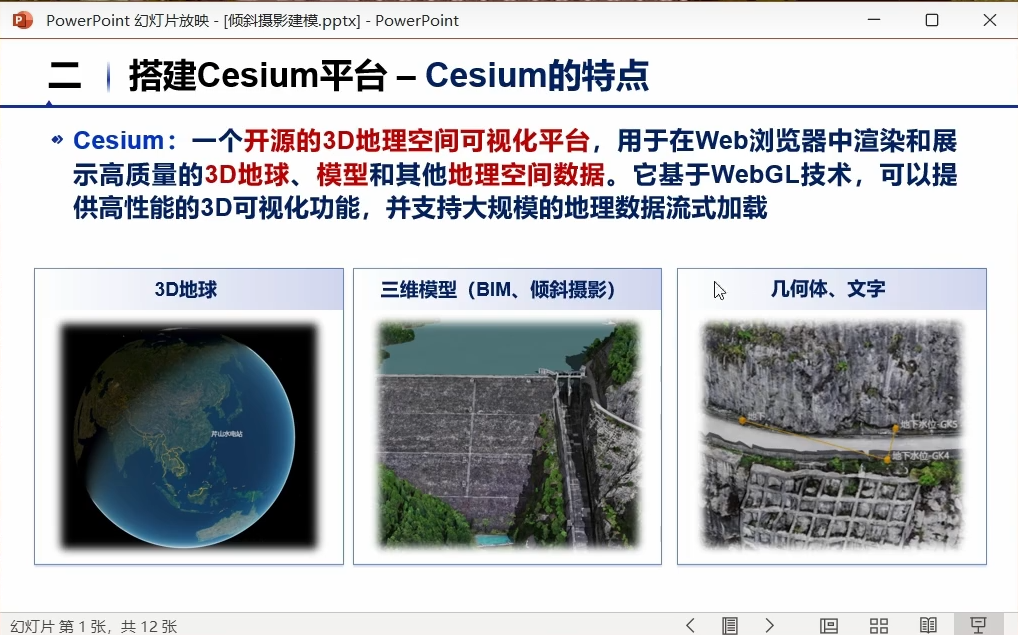 PowerPoint 幻灯片放映 - [倾斜摄影建模.pptx] - PowerPoint
二 搭建Cesium平台 – Cesium的特点
Cesium：一个开源的3D地理空间可视化平台，用于在Web浏览器中渲染和展
示高质量的3D地球、模型和其他地理空间数据。它基于WebGL技术，可以提
供高性能的3D可视化功能，并支持大规模的地理数据流式加载
3D地球
三维模型（BIM、倾斜摄影）
几何体、文字
地下水位-GK5
地下水位-GK4
幻灯片 第 1 张，共 12 张